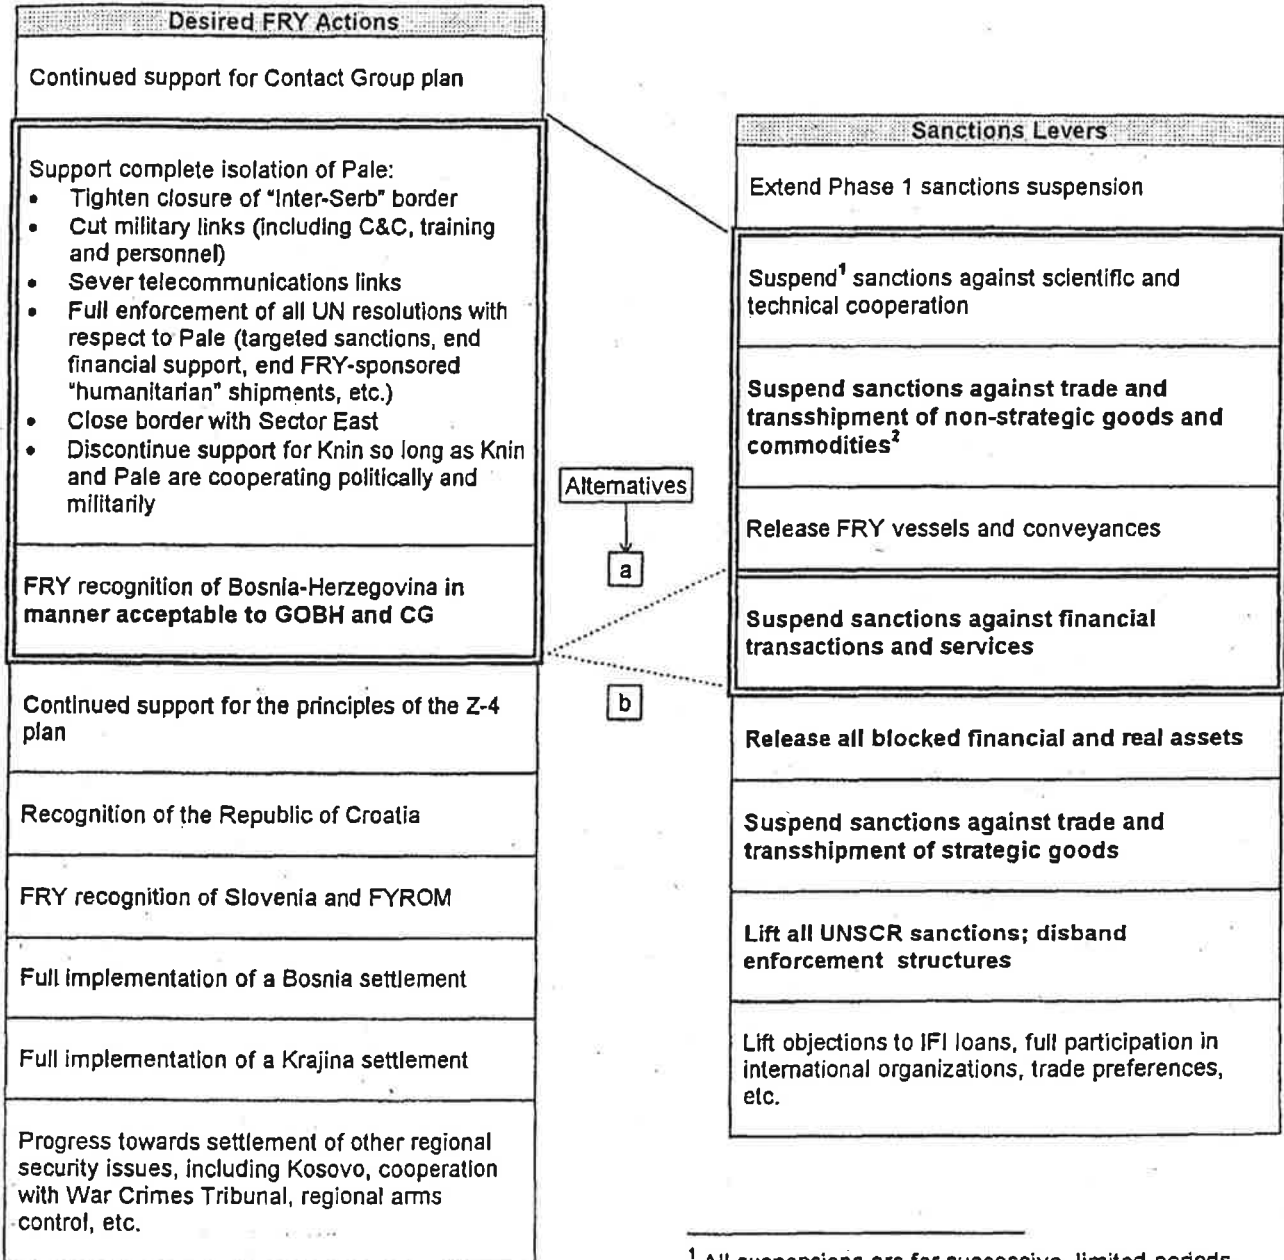 Desired FRY Actions
Continued support for Contact Group plan
Support complete isolation of Pale:
• Tighten closure of "Inter-Serb" border
• Cut military links (including C&C, training
and personnel)
• Sever telecommunications links
• Full enforcement of all UN resolutions with
respect to Pale (targeted sanctions, end
financial support, end FRY-sponsored
"humanitarian" shipments, etc.)
• Close border with Sector East
• Discontinue support for Knin so long as Knin
and Pale are cooperating politically and
militarily
FRY recognition of Bosnia-Herzegovina in
manner acceptable to GOBH and CG
Continued support for the principles of the Z-4
plan
Recognition of the Republic of Croatia
FRY recognition of Slovenia and FYROM
Full implementation of a Bosnia settlement
Full implementation of a Krajina settlement
Progress towards settlement of other regional
security issues, including Kosovo, cooperation
with War Crimes Tribunal, regional arms
control, etc.
Alternatives
a
b
Sanctions Levers
Extend Phase 1 sanctions suspension
Suspend¹ sanctions against scientific and
technical cooperation
Suspend sanctions against trade and
transshipment of non-strategic goods and
commodities²
Release FRY vessels and conveyances
Suspend sanctions against financial
transactions and services
Release all blocked financial and real assets
Suspend sanctions against trade and
transshipment of strategic goods
Lift all UNSCR sanctions; disband
enforcement structures
Lift objections to IFI loans, full participation in
international organizations, trade preferences,
etc.
¹ All suspensions are for successive, limited periods